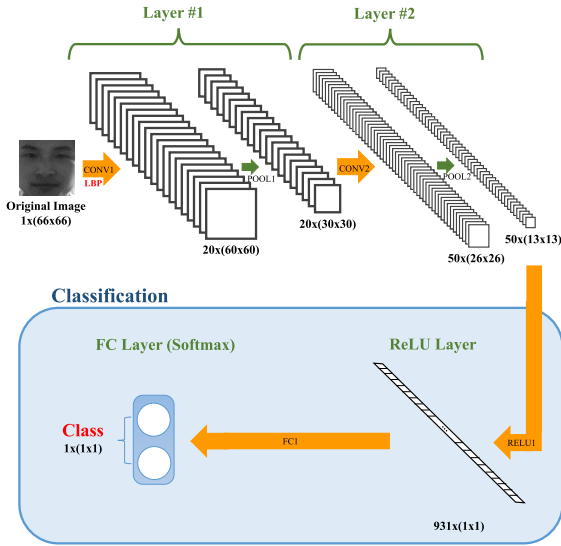 Layer #1
Layer #2
CONV1
LBP
POOL1
CONV2
POOL2
Original Image
1x(66x66)
20x(60x60)
20x(30x30)
50x(26x26)
50x(13x13)
Classification
FC Layer (Softmax)
ReLU Layer
Class
1x(1x1)
FC1
RELU1
...
931x(1x1)